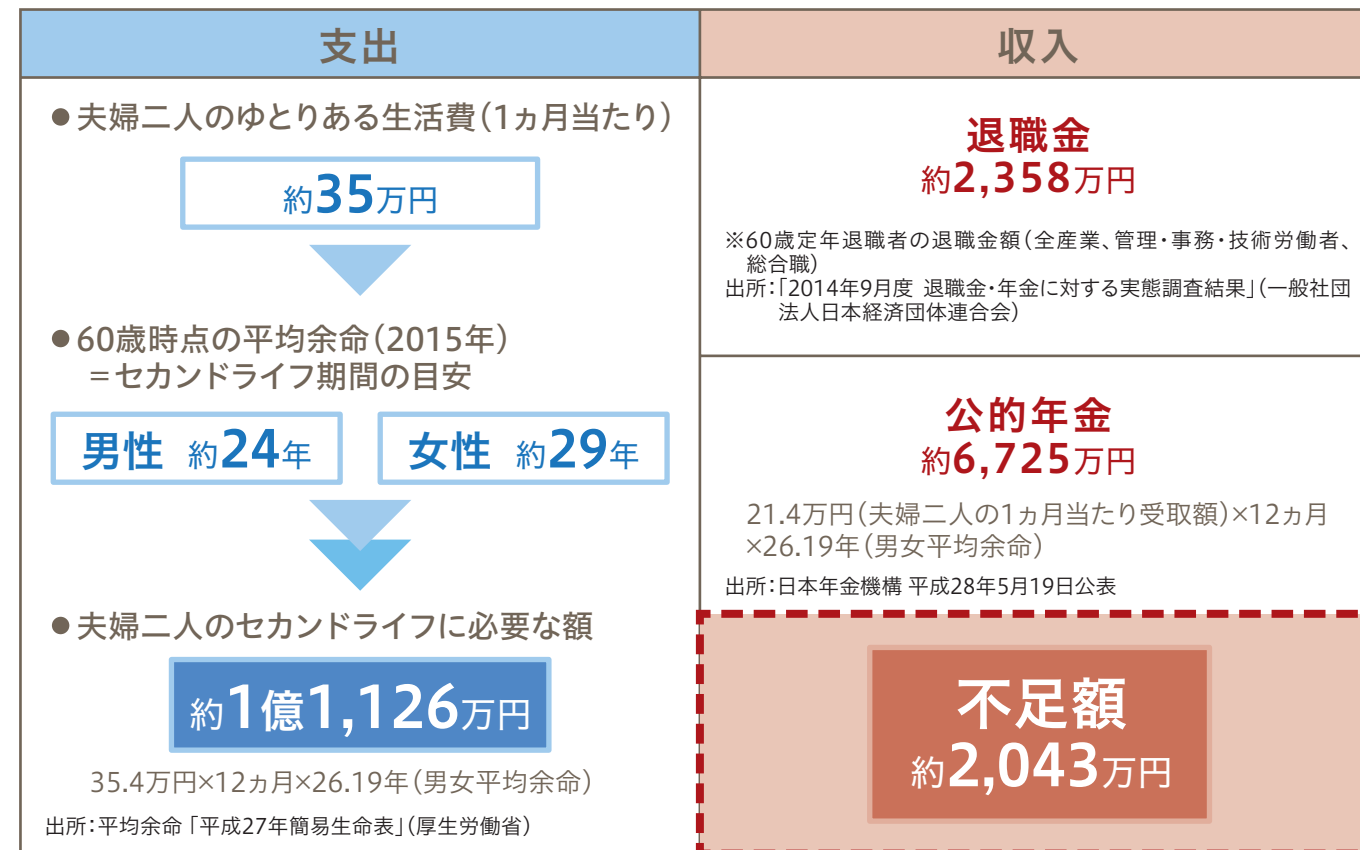 支出
●夫婦二人のゆとりある生活費(1ヵ月当たり)
約35万円
●60歳時点の平均余命(2015年)
=セカンドライフ期間の目安
男性 約24年
女性 約29年
●夫婦二人のセカンドライフに必要な額
約1億1,126万円
35.4万円×12ヵ月×26.19年(男女平均余命)
出所:平均余命「平成27年簡易生命表」(厚生労働省)
収入
退職金
約2,358万円
※60歳定年退職者の退職金額(全産業、管理・事務・技術労働者、
総合職)
出所:「2014年9月度 退職金・年金に対する実態調査結果」(一般社団
法人日本経済団体連合会)
公的年金
約6,725万円
21.4万円(夫婦二人の1ヵ月当たり受取額)×12ヵ月
×26.19年(男女平均余命)
出所:日本年金機構 平成28年5月19日公表
不足額
約2,043万円